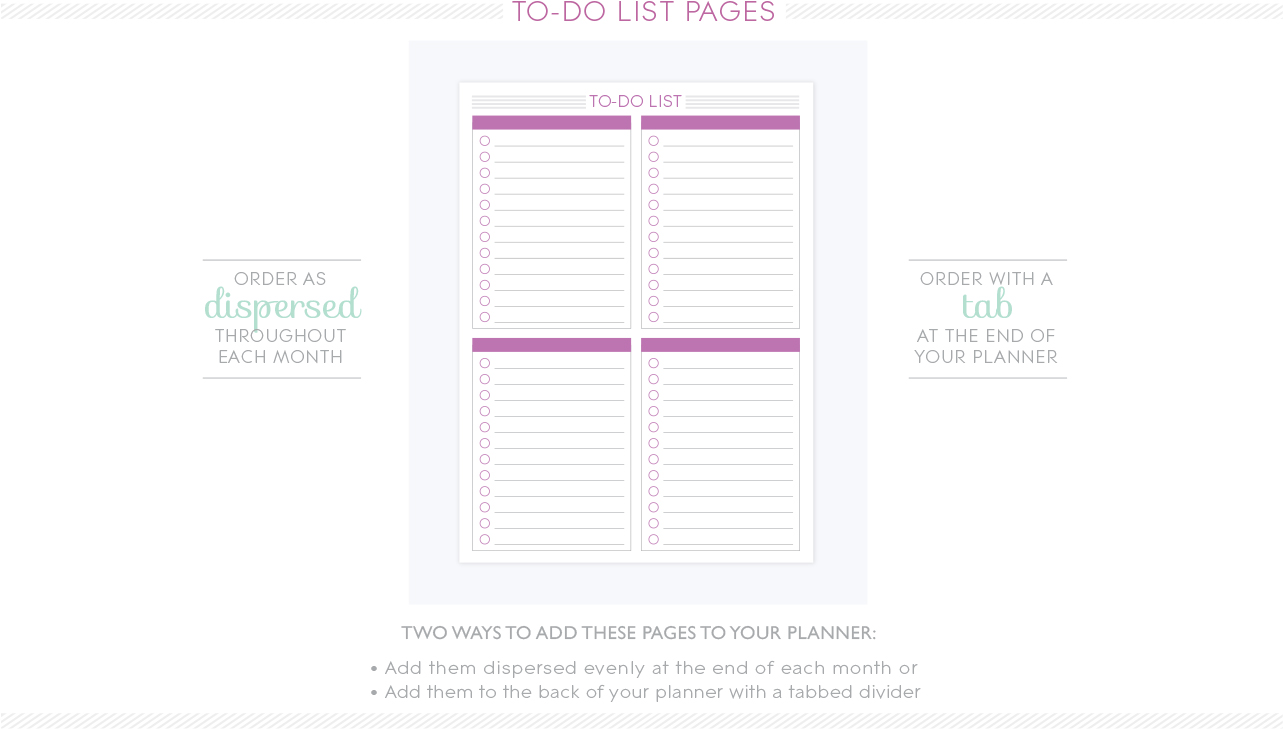 TO-DO LIST PAGES
TO-DO LIST
ORDER AS
dispersed
THROUGHOUT
EACH MONTH
ORDER WITH A
tab
AT THE END OF
YOUR PLANNER
TWO WAYS TO ADD THESE PAGES TO YOUR PLANNER:
• Add them dispersed evenly at the end of each month or
• Add them to the back of your planner with a tabbed divider